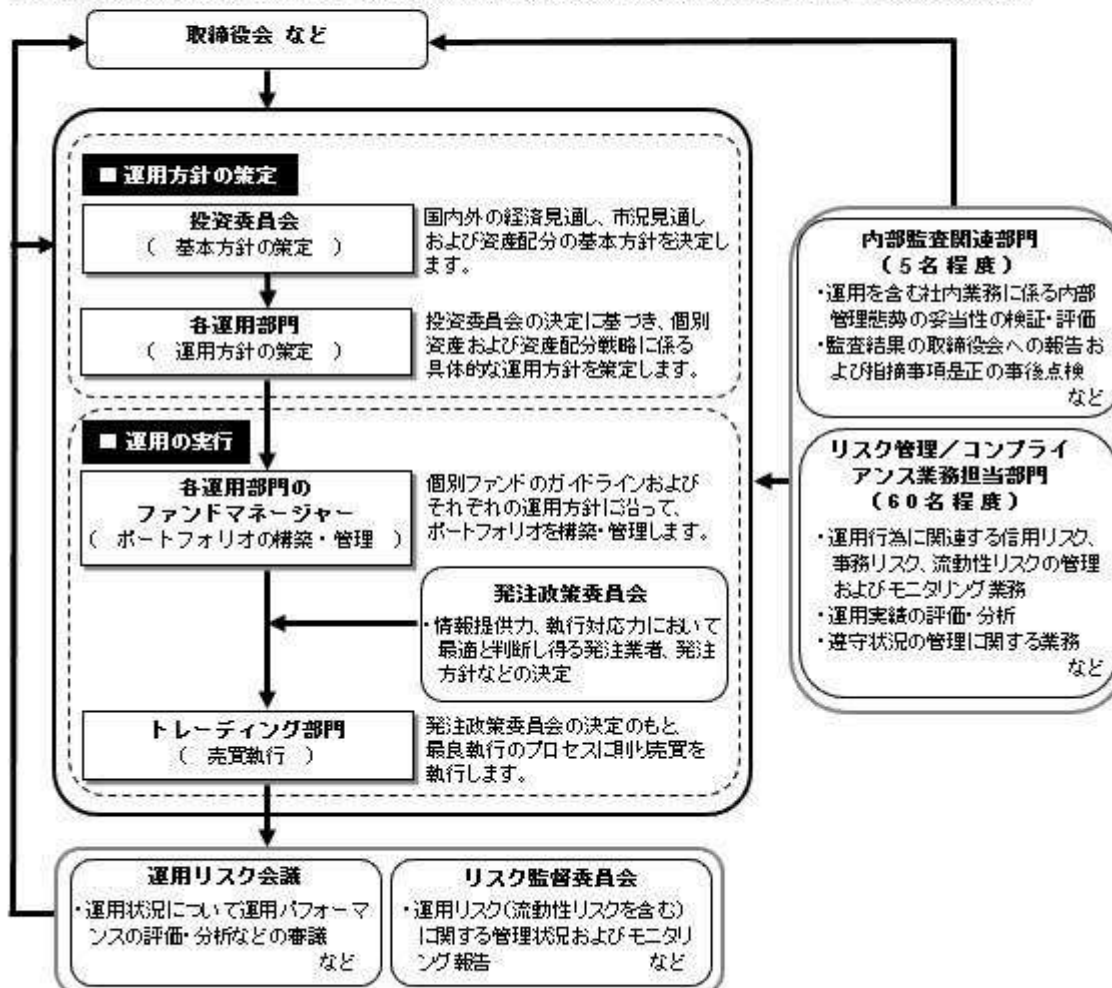 取締役会 など
■ 運用方針の策定
投資委員会
( 基本方針の策定 )
国内外の経済見通し、市況見通し
および資産配分の基本方針を決定し
ます。
各運用部門
( 運用方針の策定 )
投資委員会の決定に基づき、個別
資産および資産配分戦略に係る
具体的な運用方針を策定します。
■ 運用の実行
各運用部門の
ファンドマネージャー
( ポートフォリオの構築・管理 )
個別ファンドのガイドラインおよび
それぞれの運用方針に沿って、
ポートフォリオを構築・管理します。
発注政策委員会
・情報提供力、執行対応力において
最適と判断し得る発注業者、発注
方針などの決定
トレーディング部門
( 売買執行 )
発注政策委員会の決定のもと、
最良執行のプロセスに則り売買を
執行します。
内部監査関連部門
(5名程度)
・運用を含む社内業務に係る内部
管理態勢の妥当性の検証・評価
・監査結果の取締役会への報告お
よび指摘事項是正の事後点検
など
リスク管理/コンプライ
アンス業務担当部門
(60名程度)
・運用行為に関連する信用リスク、
事務リスク、流動性リスクの管理
およびモニタリング業務
・運用実績の評価・分析
・遵守状況の管理に関する業務
など
運用リスク会議
・運用状況について運用パフォーマ
ンスの評価・分析などの審議
など
リスク監督委員会
・運用リスク(流動性リスクを含む)
に関する管理状況およびモニタリ
ング報告 など